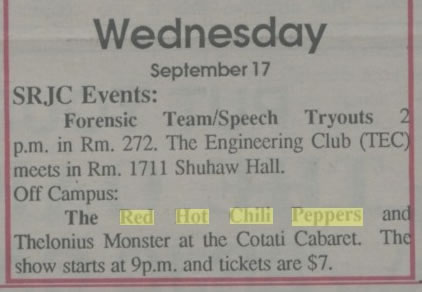 Wednesday
September 17
SRJC Events:
Forensic Team/Speech Tryouts 2
p.m. in Rm. 272. The Engineering Club (TEC)
meets in Rm. 1711 Shuhaw Hall.
Off Campus:
The Red Hot Chili Peppers and
Thelonius Monster at the Cotati Cabaret. The
show starts at 9p.m. and tickets are $7.